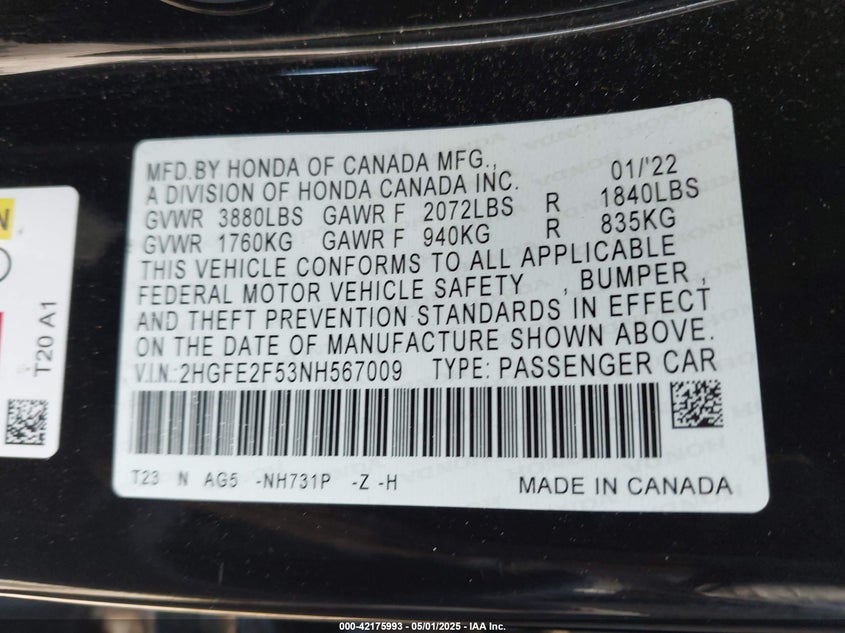 MFD.BY HONDA OF CANADA MFG., 01/'22
A DIVISION OF HONDA CANADA INC.
GVWR 3880LBS GAWR F 2072LBS R 1840LBS
GVWR 1760KG GAWR F 940KG R 835KG
THIS VEHICLE CONFORMS TO ALL APPLICABLE
FEDERAL MOTOR VEHICLE SAFETY , BUMPER ,
AND THEFT PREVENTION STANDARDS IN EFFECT
ON THE DATE OF MANUFACTURE SHOWN ABOVE.
V.I.N.:2HGFE2F53NH567009 TYPE: PASSENGER CAR
T23 N AG5 -NH731P -Z -H MADE IN CANADA
N
T20 A1
000-42175993 - 05/01/2025 - IAA Inc.